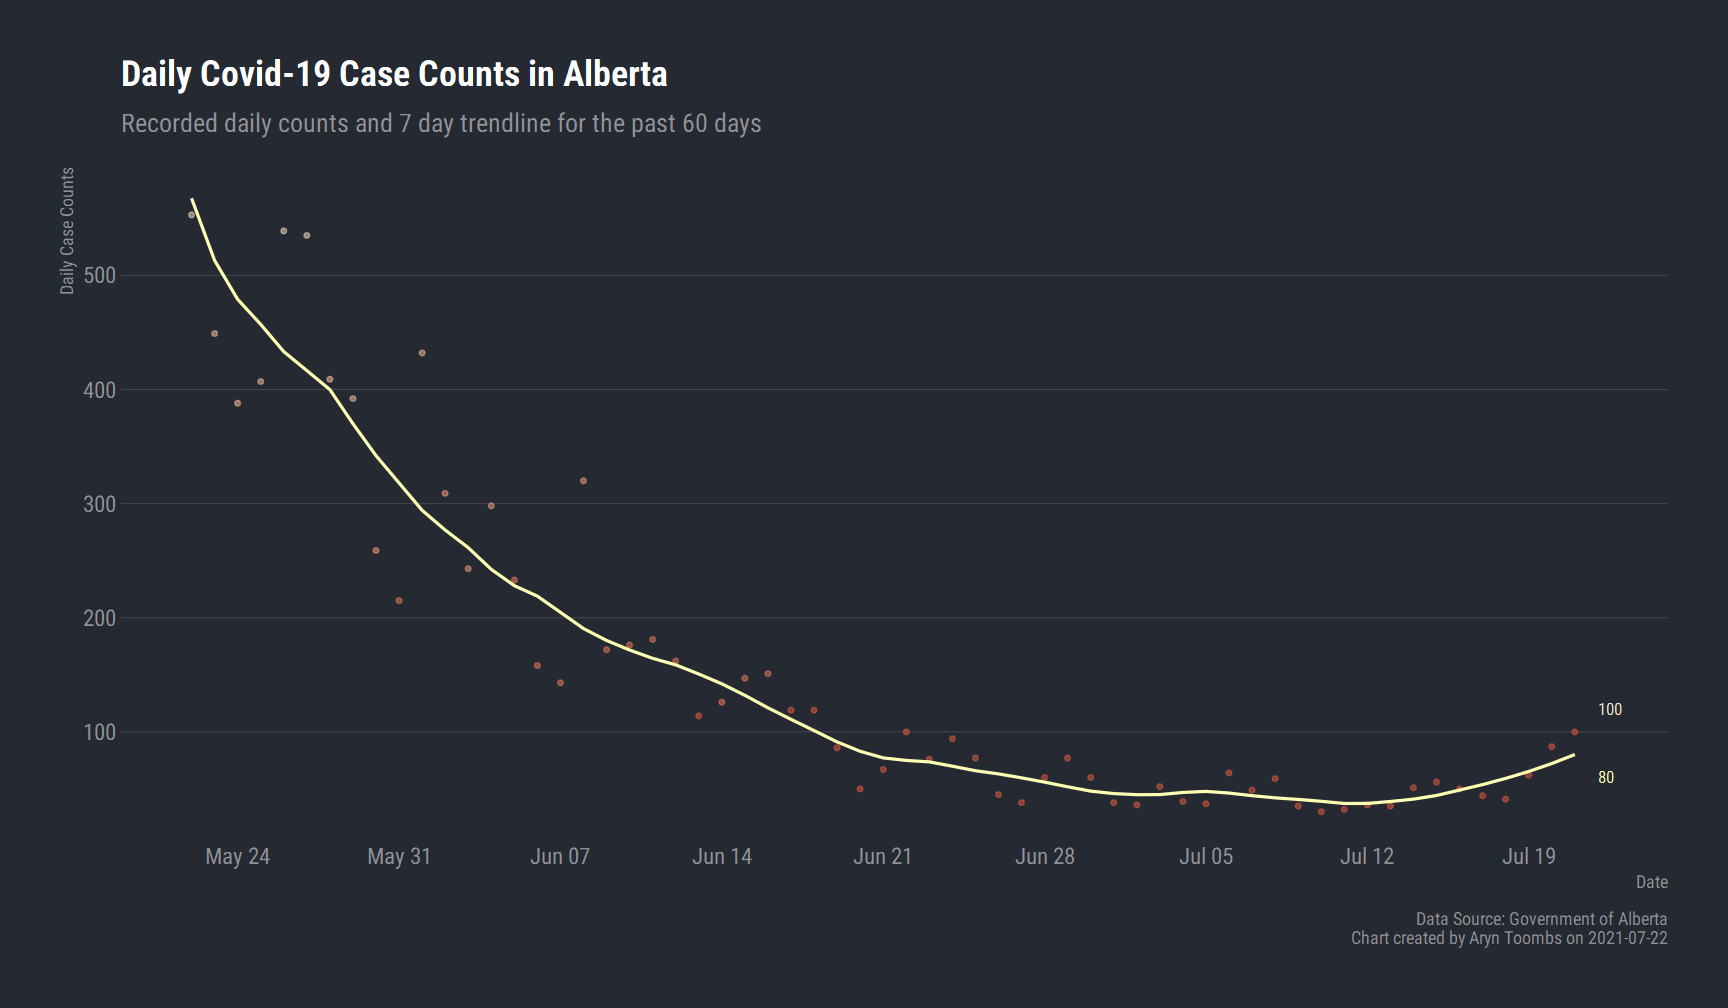 Daily Covid-19 Case Counts in Alberta
Recorded daily counts and 7 day trendline for the past 60 days
Daily Case Counts
500
400
300
200
100
100
80
May 24
May 31
Jun 07
Jun 14
Jun 21
Jun 28
Jul 05
Jul 12
Jul 19
Date
Data Source: Government of Alberta
Chart created by Aryn Toombs on 2021-07-22